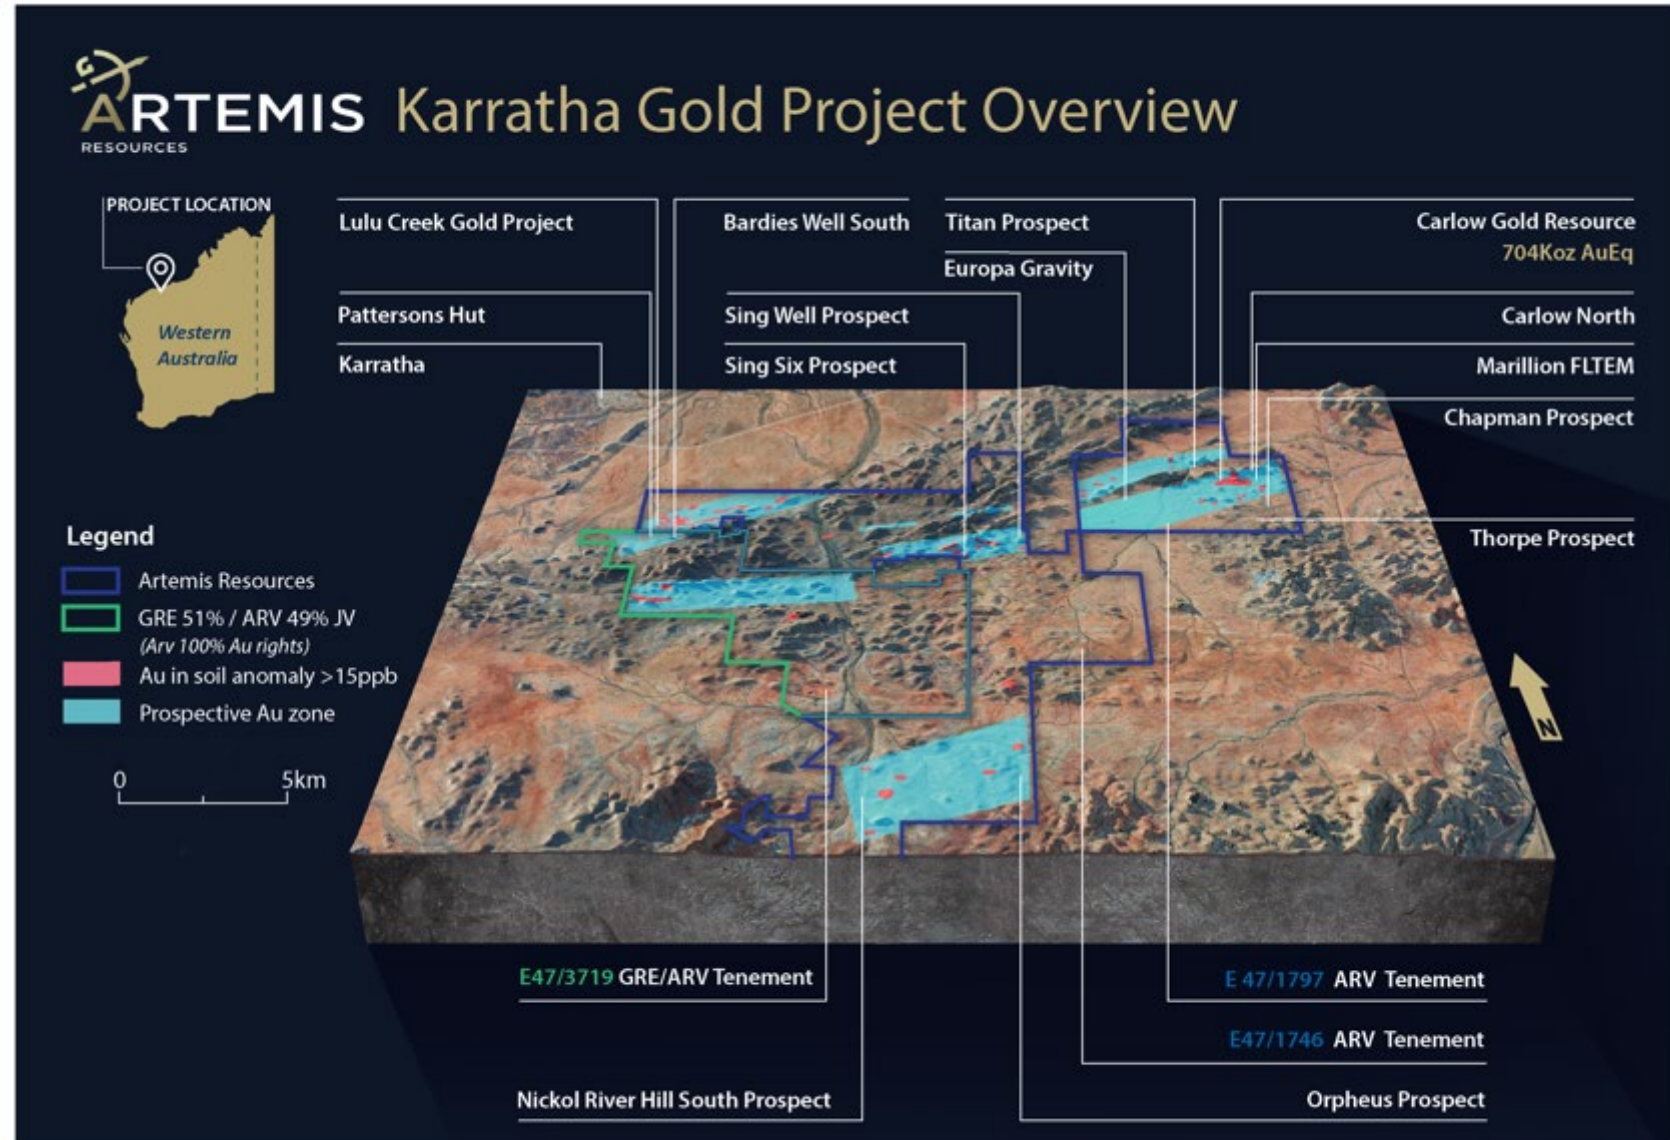 ARTEMIS
RESOURCES
Karratha Gold Project Overview
PROJECT LOCATION
Western
Australia
Lulu Creek Gold Project
Pattersons Hut
Karratha
Bardies Well South
Sing Well Prospect
Sing Six Prospect
Titan Prospect
Europa Gravity
Carlow Gold Resource
704Koz AuEq
Carlow North
Marillion FLTEM
Chapman Prospect
Thorpe Prospect
Legend
Artemis Resources
GRE 51% / ARV 49% JV
(Arv 100% Au rights)
Au in soil anomaly >15ppb
Prospective Au zone
0 5km
N
E47/3719 GRE/ARV Tenement
E 47/1797 ARV Tenement
E47/1746 ARV Tenement
Nickol River Hill South Prospect
Orpheus Prospect